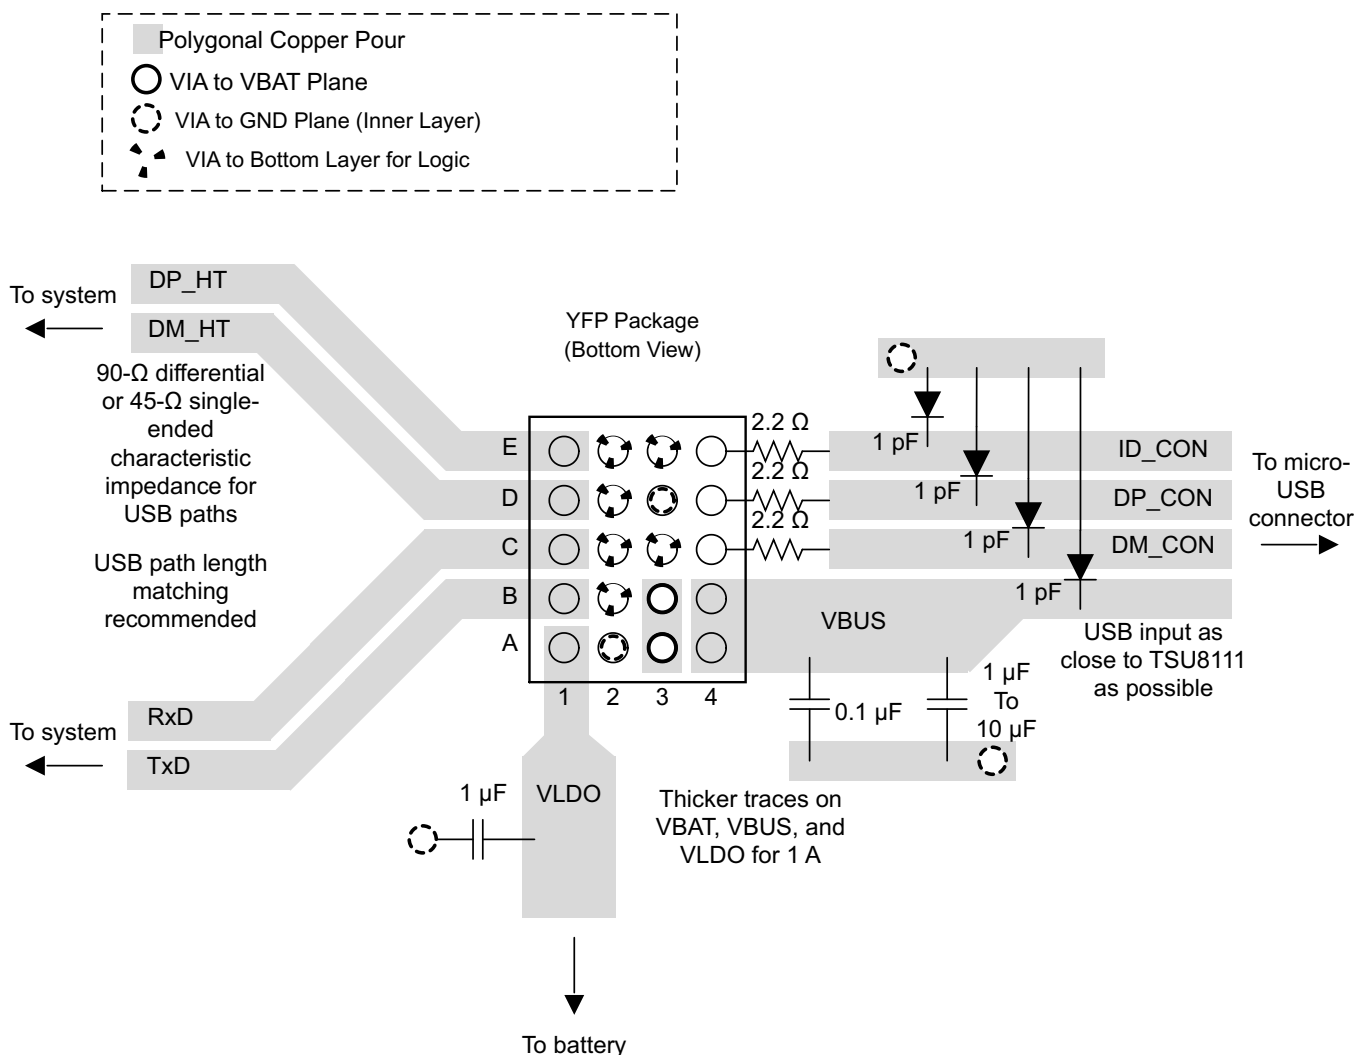 Polygonal Copper Pour
VIA to VBAT Plane
VIA to GND Plane (Inner Layer)
VIA to Bottom Layer for Logic
To system
DP_HT
DM_HT
90-Ω differential
or 45-Ω single-
ended
characteristic
impedance for
USB paths
USB path length
matching
recommended
YFP Package
(Bottom View)
E
D
C
B
A
1
2
3
4
2.2 Ω
2.2 Ω
2.2 Ω
1 pF
1 pF
1 pF
1 pF
ID_CON
DP_CON
DM_CON
To micro-
USB
connector
VBUS
USB input as
close to TSU8111
as possible
0.1 µF
1 µF
To
10 µF
To system
RxD
TxD
1 µF
VLDO
Thicker traces on
VBAT, VBUS, and
VLDO for 1 A
To battery